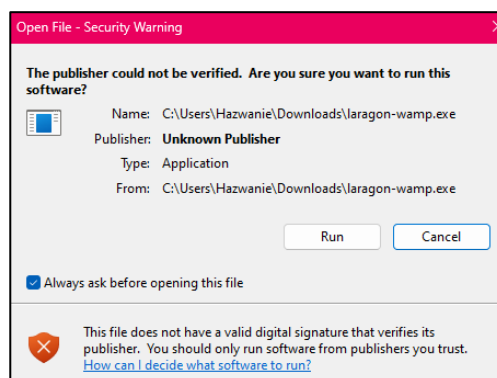 Open File - Security Warning
The publisher could not be verified.  Are you sure you want to run this
software?
Name: C:\Users\Hazwanie\Downloads\laragon-wamp.exe
Publisher: Unknown Publisher
Type: Application
From: C:\Users\Hazwanie\Downloads\laragon-wamp.exe
Run Cancel
Always ask before opening this file
This file does not have a valid digital signature that verifies its
publisher.  You should only run software from publishers you trust.
How can I decide what software to run?